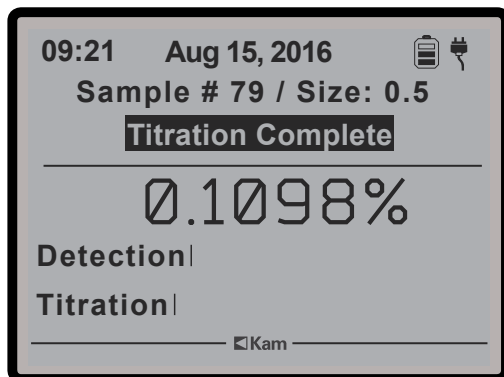 09:21 Aug 15, 2016
Sample # 79 / Size: 0.5
Titration Complete
0.1098%
Detection
Titration
Kam